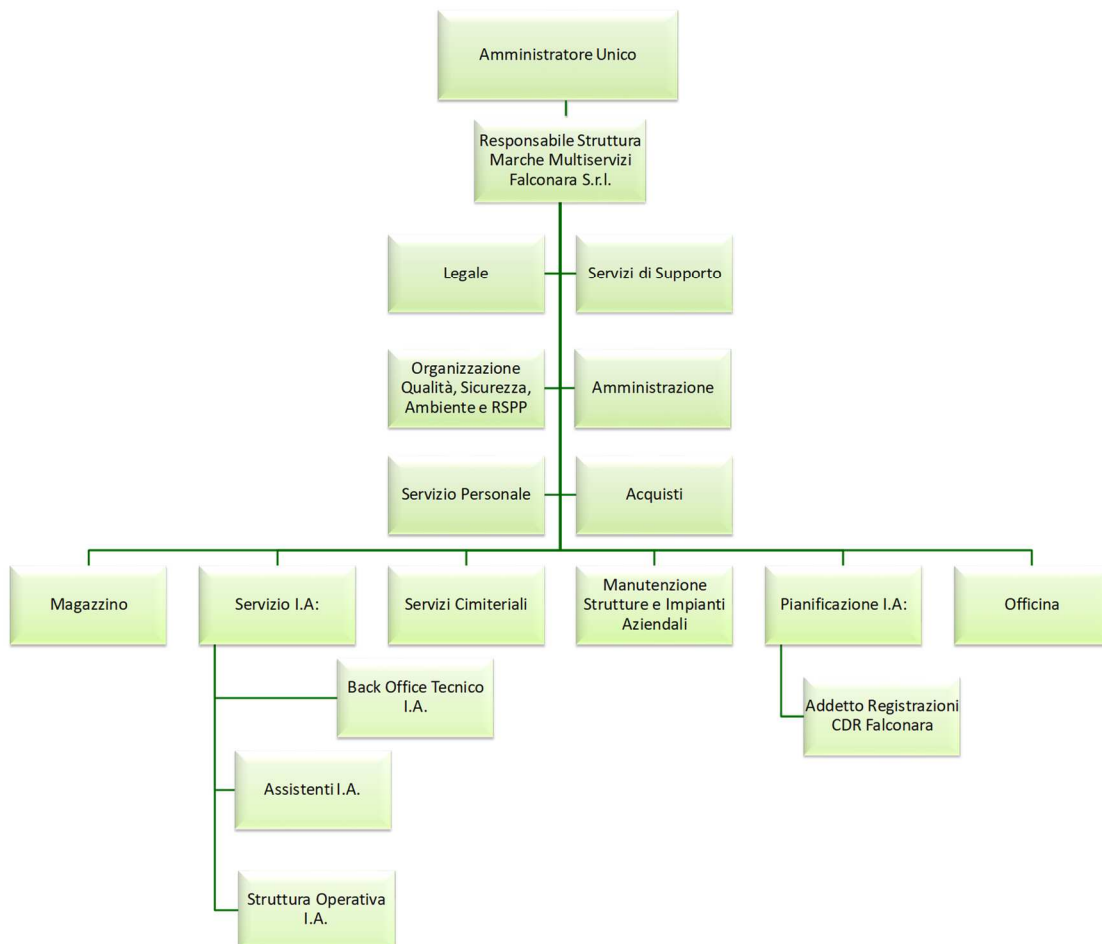 Amministratore Unico
Responsabile Struttura
Marche Multiservizi
Falconara S.r.l.
Legale
Servizi di Supporto
Organizzazione
Qualità, Sicurezza,
Ambiente e RSPP
Amministrazione
Servizio Personale
Acquisti
Magazzino
Servizio I.A:
Servizi Cimiteriali
Manutenzione
Strutture e Impianti
Aziendali
Pianificazione I.A:
Officina
Back Office Tecnico
I.A.
Addetto Registrazioni
CDR Falconara
Assistenti I.A.
Struttura Operativa
I.A.